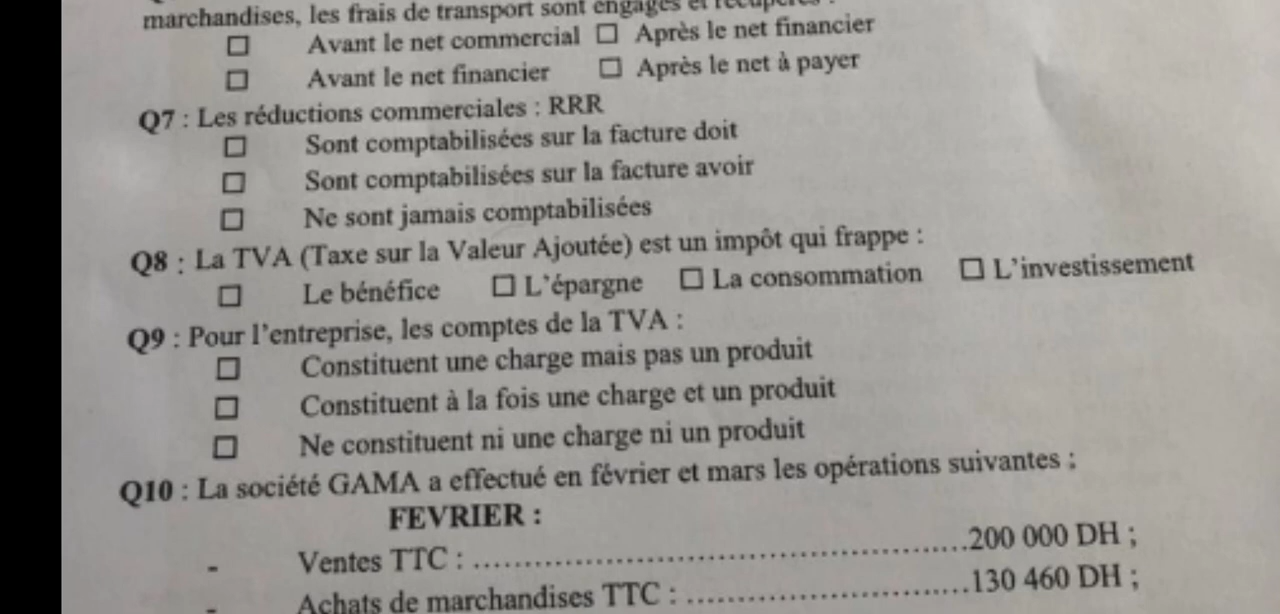 marchandises, les frais de transport sont engagés et récupérés :
☐ Avant le net commercial ☐ Après le net financier
☐ Avant le net financier ☐ Après le net à payer
Q7 : Les réductions commerciales : RRR
☐ Sont comptabilisées sur la facture doit
☐ Sont comptabilisées sur la facture avoir
☐ Ne sont jamais comptabilisées
Q8 : La TVA (Taxe sur la Valeur Ajoutée) est un impôt qui frappe :
☐ Le bénéfice ☐ L'épargne ☐ La consommation ☐ L'investissement
Q9 : Pour l'entreprise, les comptes de la TVA :
☐ Constituent une charge mais pas un produit
☐ Constituent à la fois une charge et un produit
☐ Ne constituent ni une charge ni un produit
Q10 : La société GAMA a effectué en février et mars les opérations suivantes :
FEVRIER :
- Ventes TTC : ..................................................200 000 DH ;
- Achats de marchandises TTC : .............................130 460 DH ;